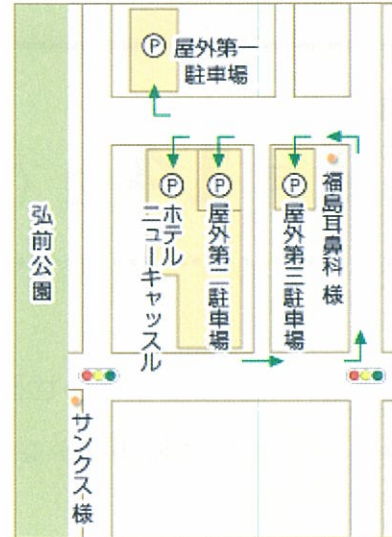 Ⓟ 屋外第一
駐車場
Ⓟ
ホテル
ニューキャッスル
Ⓟ
屋外第二駐車場
Ⓟ
屋外第三駐車場
福島耳鼻科 様
弘前公園
サンクス 様